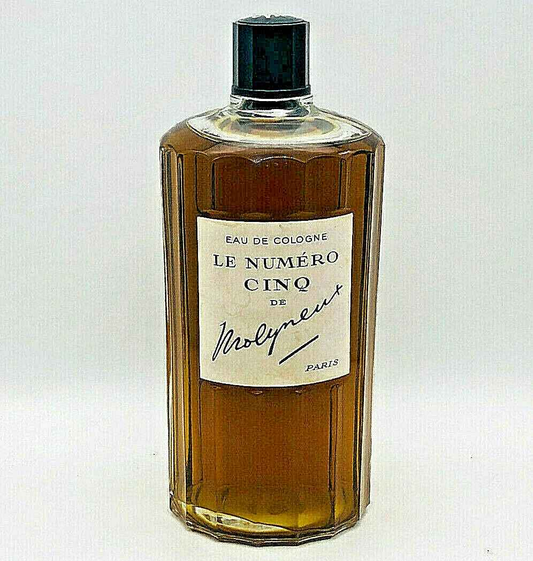 EAU DE COLOGNE
LE NUMÉRO
CINQ
DE
Molyneux
PARIS